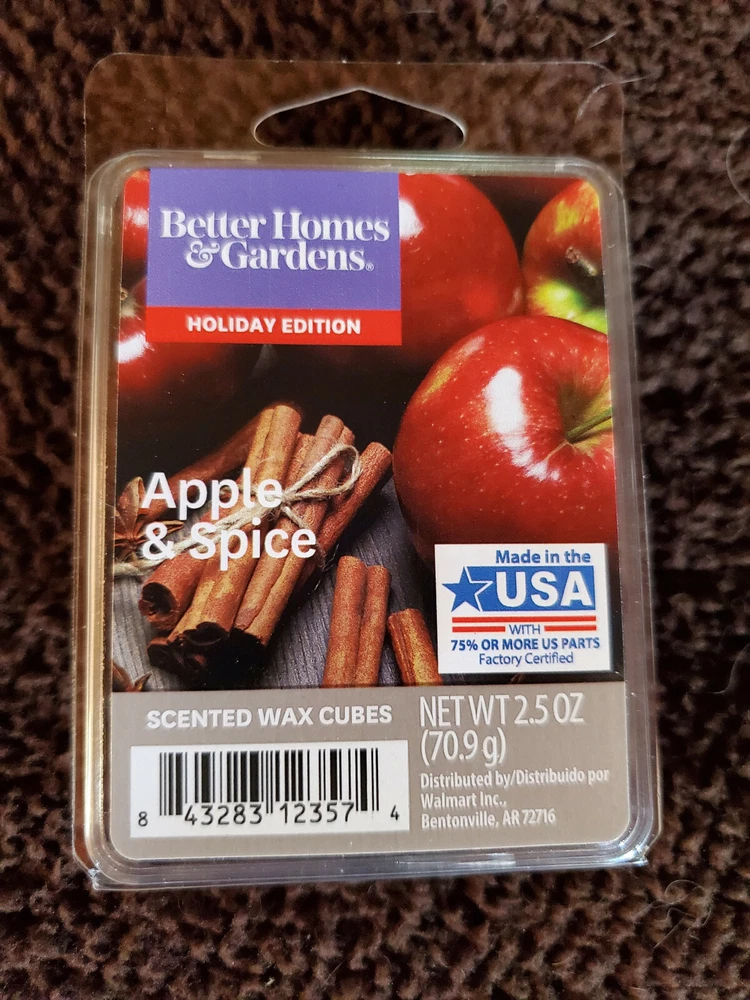 Better Homes
& Gardens®
HOLIDAY EDITION
Apple
& Spice
Made in the
USA
WITH
75% OR MORE US PARTS
Factory Certified
SCENTED WAX CUBES
NET WT 2.5 OZ
(70.9 g)
Distributed by/Distribuido por
Walmart Inc.,
Bentonville, AR 72716
8 43283 12357 4